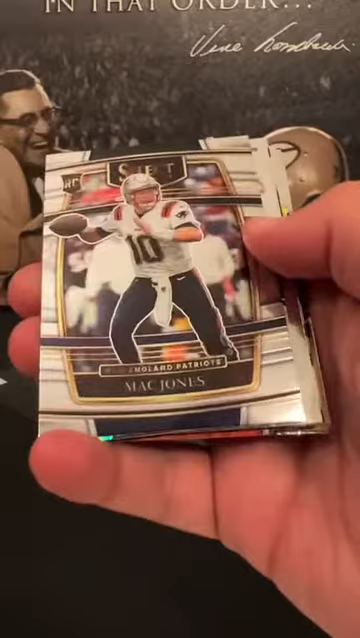 IN THAT ORDER...
Vince Lombardi
RC
SELECT
10
NEW ENGLAND PATRIOTS
MAC JONES